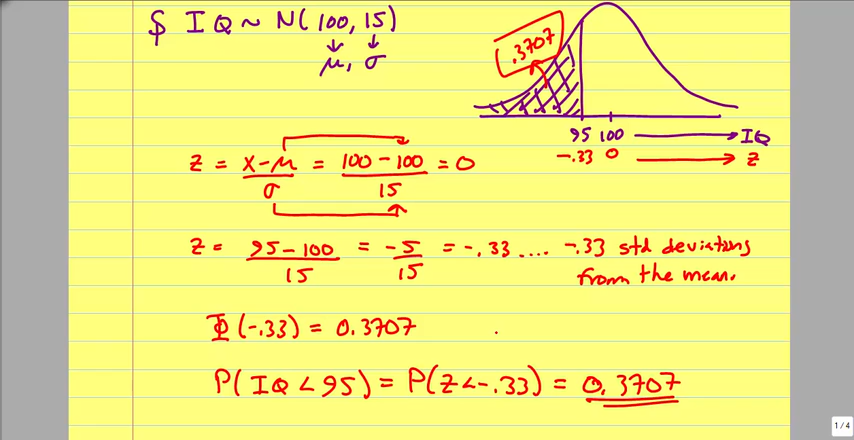 $ IQ ~ N(100, 15)
↓ ↓
μ, σ
.3707
95 100 → IQ
-.33 0 → Z
Z = x-μ/σ = 100-100/15 = 0
Z = 95-100/15 = -5/15 = -.33.... -.33 std deviations
from the mean.
Φ(-.33) = 0.3707
P(IQ<95) = P(Z<-.33) = 0.3707
1/4